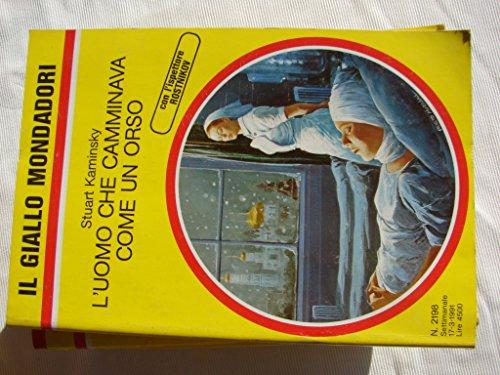 IL GIALLO MONDADORI
Stuart Kaminsky
L'UOMO CHE CAMMINAVA
COME UN ORSO
con l'ispettore
ROSTNIKOV
N. 2198
Settimanale
17-3-1991
Lire 4500